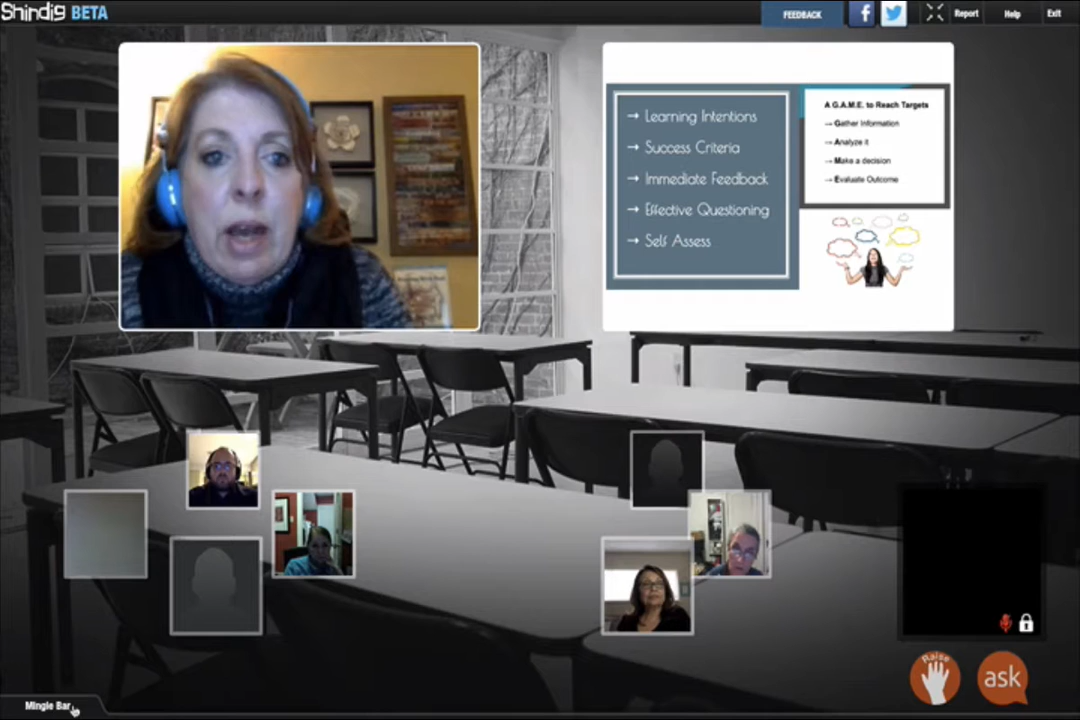 Shindig BETA
FEEDBACK
Report
Help
Exit
→ Learning Intentions
→ Success Criteria
→ Immediate Feedback
→ Effective Questioning
→ Self Assess
A G.A.M.E. to Reach Targets
→ Gather Information
→ Analyze it
→ Make a decision
→ Evaluate Outcome
Raise
ask
Mingle Bar